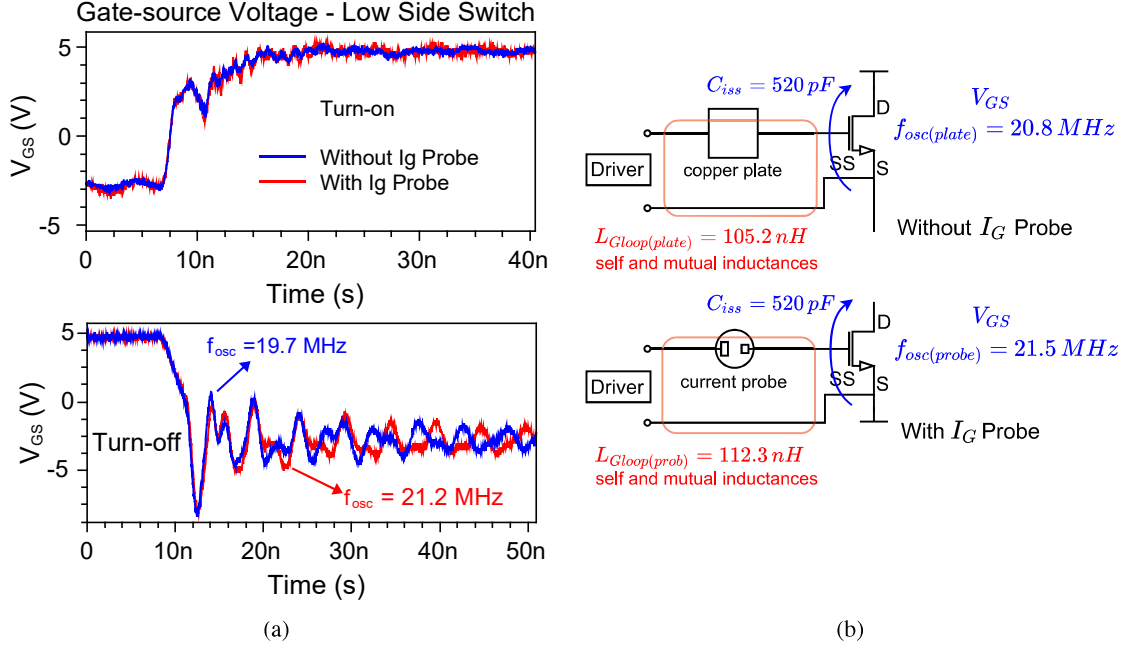 Gate-source Voltage - Low Side Switch
5
0
-5
V_GS (V)
Turn-on
Without Ig Probe
With Ig Probe
0 10n 20n 30n 40n
Time (s)
5
0
-5
V_GS (V)
f_osc =19.7 MHz
Turn-off
f_osc = 21.2 MHz
0 10n 20n 30n 40n 50n
Time (s)
(a)
C_iss = 520 pF
D
V_GS
f_osc(plate) = 20.8 MHz
Driver
copper plate
SS
S
L_Gloop(plate) = 105.2 nH
self and mutual inductances
Without I_G Probe
C_iss = 520 pF
D
V_GS
f_osc(probe) = 21.5 MHz
Driver
current probe
SS
S
L_Gloop(prob) = 112.3 nH
self and mutual inductances
With I_G Probe
(b)